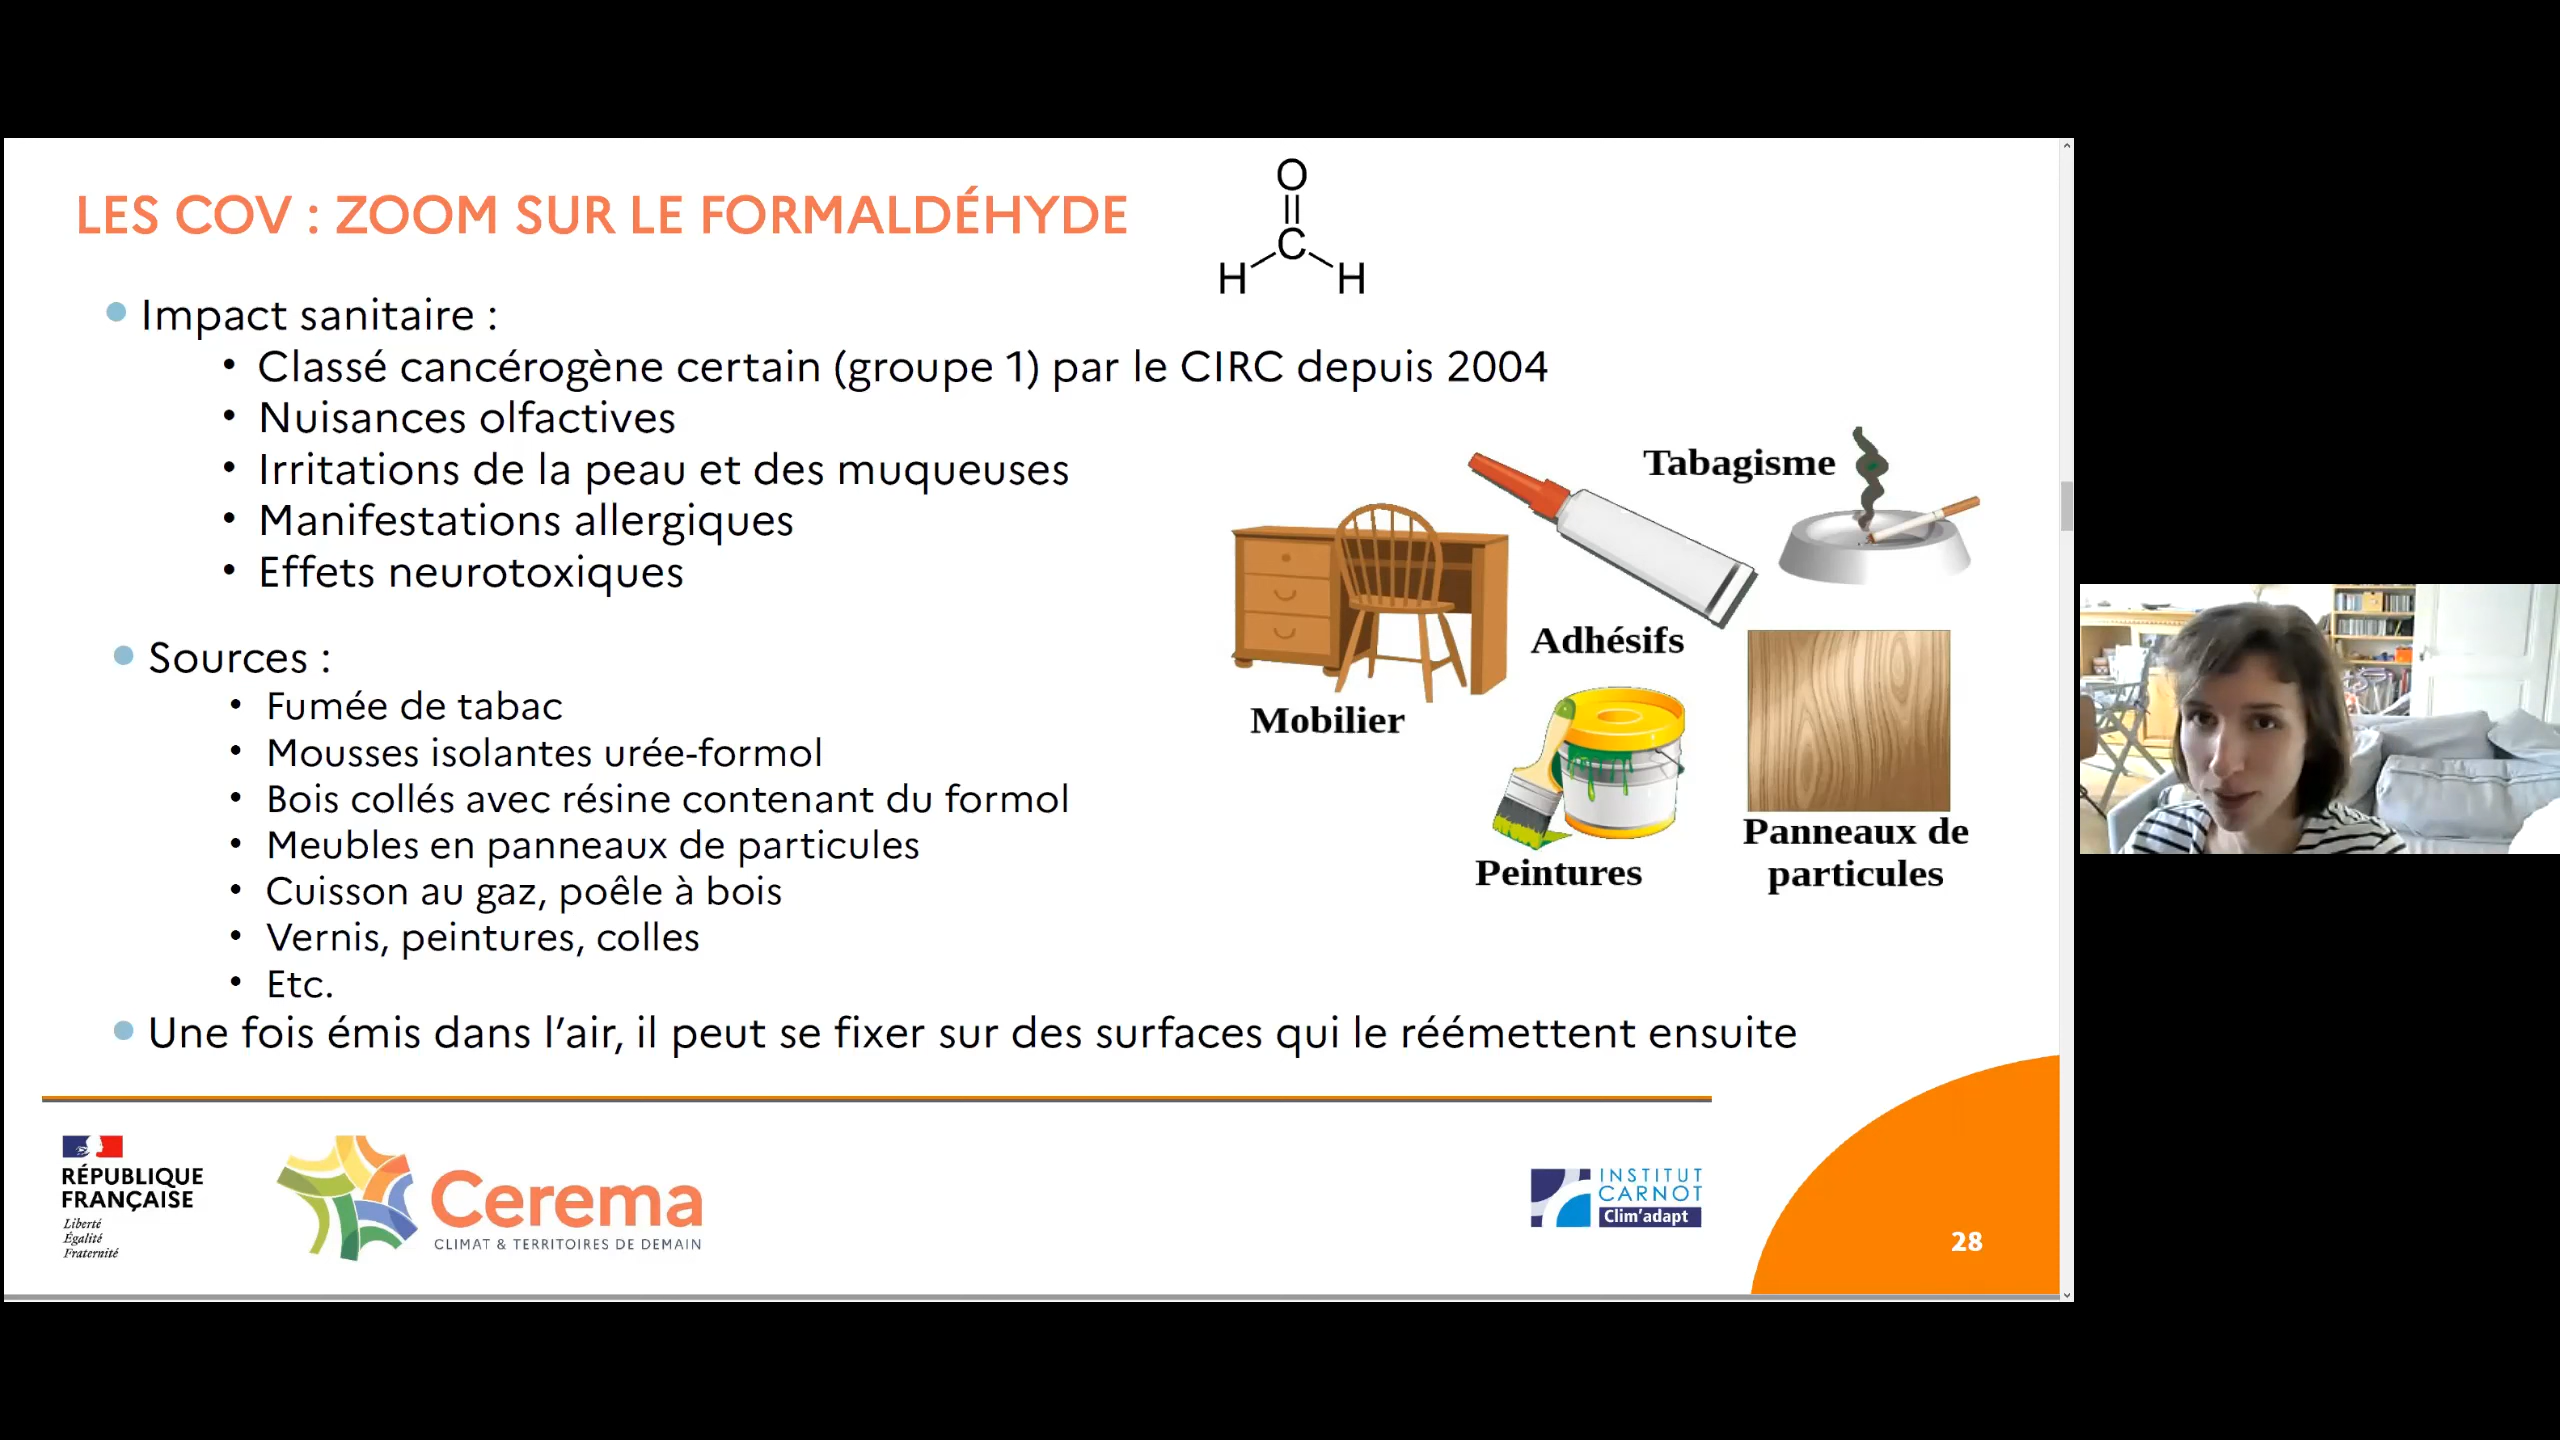 LES COV : ZOOM SUR LE FORMALDÉHYDE
O
C
H H
Impact sanitaire :
• Classé cancérogène certain (groupe 1) par le CIRC depuis 2004
• Nuisances olfactives
• Irritations de la peau et des muqueuses
• Manifestations allergiques
• Effets neurotoxiques
Sources :
• Fumée de tabac
• Mousses isolantes urée-formol
• Bois collés avec résine contenant du formol
• Meubles en panneaux de particules
• Cuisson au gaz, poêle à bois
• Vernis, peintures, colles
• Etc.
Une fois émis dans l’air, il peut se fixer sur des surfaces qui le réémettent ensuite
Tabagisme
Adhésifs
Mobilier
Peintures
Panneaux de
particules
RÉPUBLIQUE
FRANÇAISE
Liberté
Égalité
Fraternité
Cerema
CLIMAT & TERRITOIRES DE DEMAIN
INSTITUT
CARNOT
Clim’adapt
28